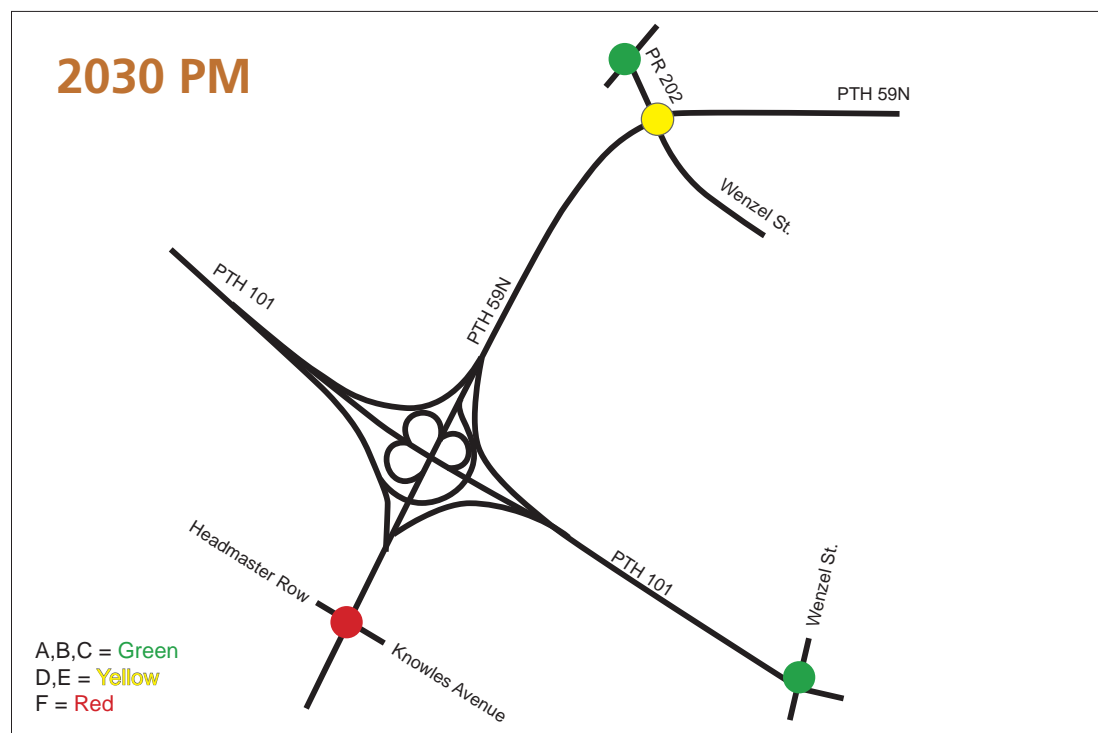 2030 PM
PR 202
PTH 59N
Wenzel St.
PTH 101
PTH 59N
Headmaster Row
PTH 101
Wenzel St.
Knowles Avenue
A,B,C = Green
D,E = Yellow
F = Red